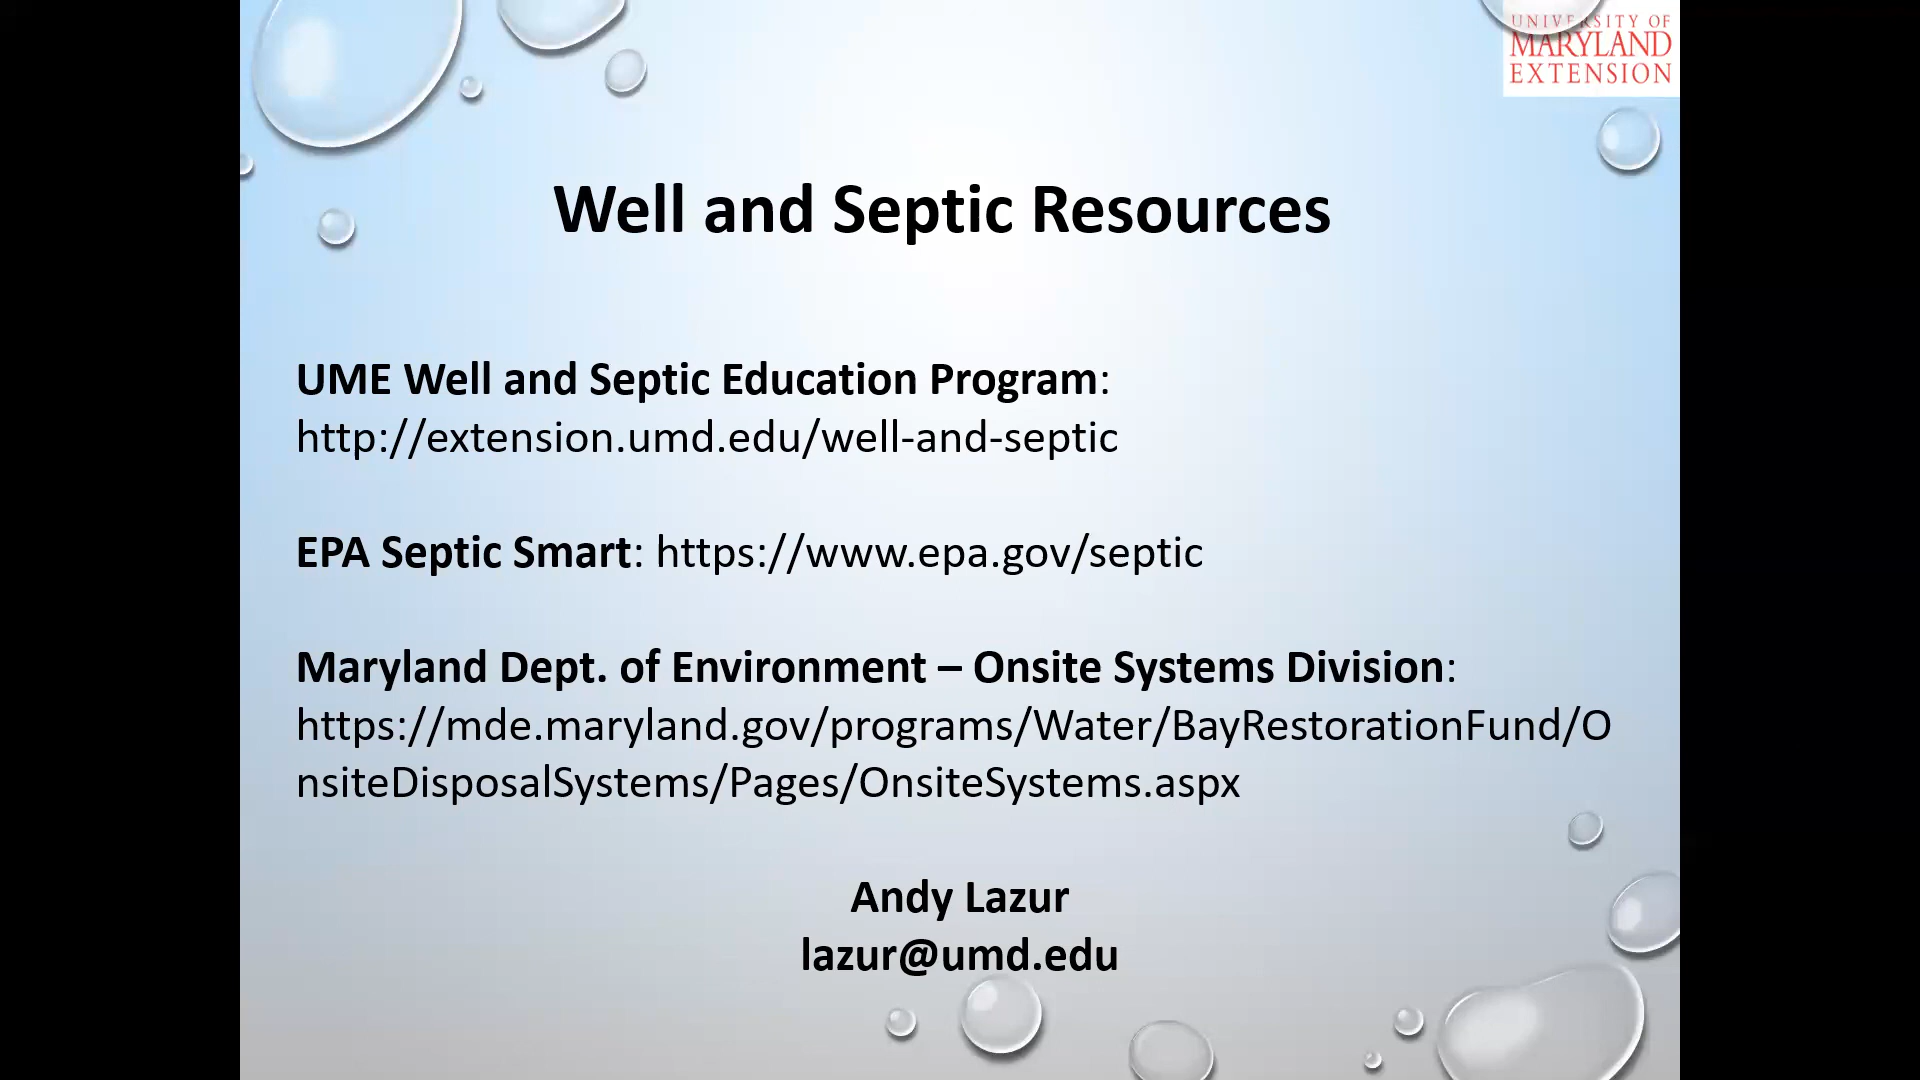 UNIVERSITY OF
MARYLAND
EXTENSION
Well and Septic Resources
UME Well and Septic Education Program:
http://extension.umd.edu/well-and-septic
EPA Septic Smart: https://www.epa.gov/septic
Maryland Dept. of Environment – Onsite Systems Division:
https://mde.maryland.gov/programs/Water/BayRestorationFund/O
nsiteDisposalSystems/Pages/OnsiteSystems.aspx
Andy Lazur
lazur@umd.edu